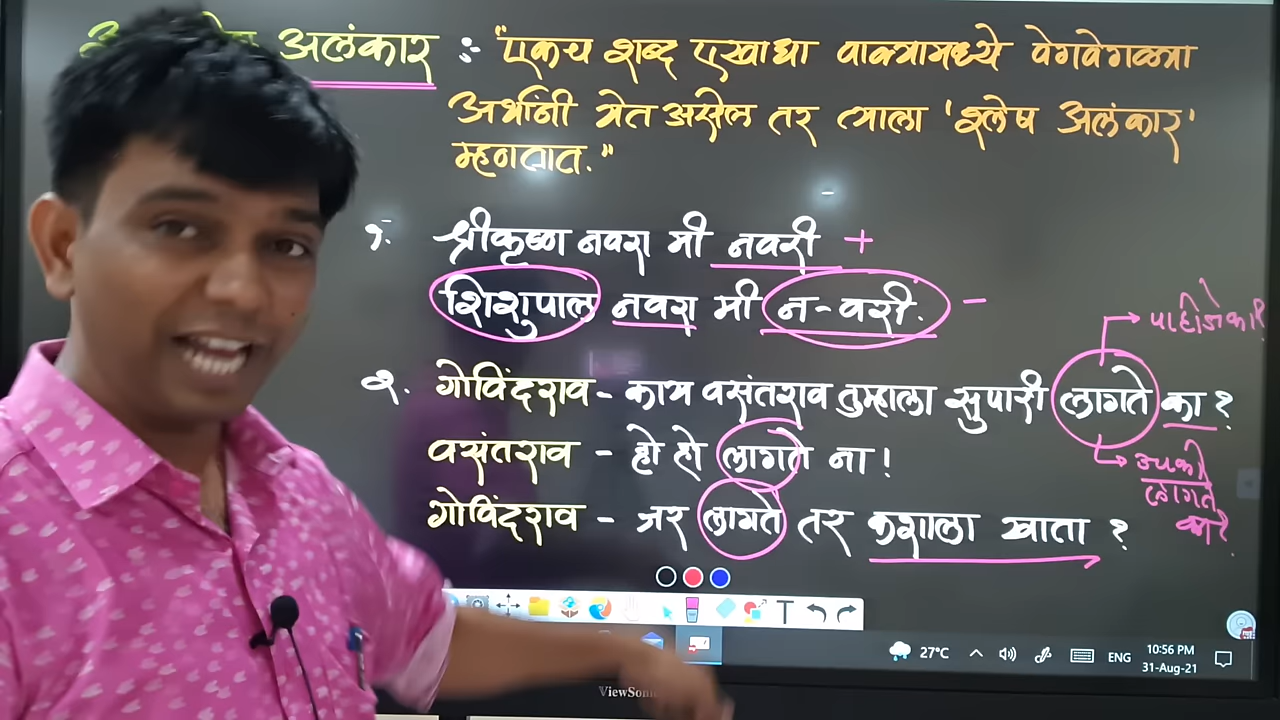 अलंकार :- "एकच शब्द एखाद्या वाक्यामध्ये वेगवेगळ्या
अर्थांनी येत असेल तर त्याला 'श्लेष अलंकार'
म्हणतात."
१. श्रीकृष्ण नवरा मी नवरी +
शिशुपाल नवरा मी न-वरी. -
२. गोविंदराव - काय वसंतराव तुम्हाला सुपारी लागते का ?
वसंतराव - हो हो लागते ना !
गोविंदराव - जर लागते तर कशाला खाता ?
पाहिजे का?
उचकी
लागते
का?
27°C
ENG
10:56 PM
31-Aug-21